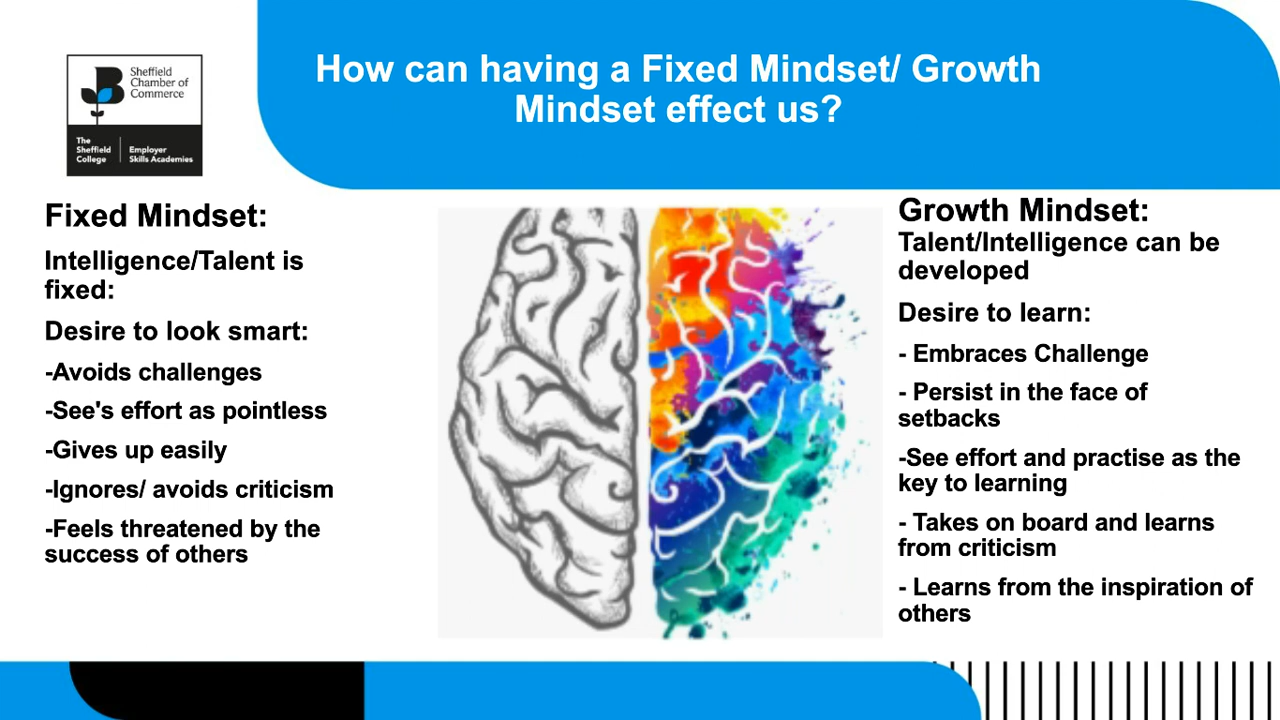 Sheffield
Chamber of
Commerce
The
Sheffield
College
Employer
Skills Academies
How can having a Fixed Mindset/ Growth
Mindset effect us?
Fixed Mindset:
Intelligence/Talent is
fixed:
Desire to look smart:
-Avoids challenges
-See's effort as pointless
-Gives up easily
-Ignores/ avoids criticism
-Feels threatened by the
success of others
Growth Mindset:
Talent/Intelligence can be
developed
Desire to learn:
- Embraces Challenge
- Persist in the face of
setbacks
-See effort and practise as the
key to learning
- Takes on board and learns
from criticism
- Learns from the inspiration of
others